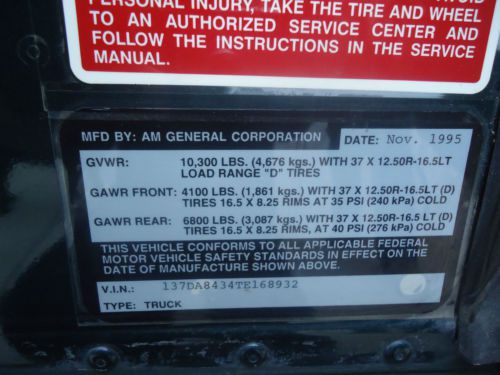 PERSONAL INJURY, TAKE THE TIRE AND WHEEL
TO AN AUTHORIZED SERVICE CENTER AND
FOLLOW THE INSTRUCTIONS IN THE SERVICE
MANUAL.
MFD BY: AM GENERAL CORPORATION DATE: Nov. 1995
GVWR: 10,300 LBS. (4,676 kgs.) WITH 37 X 12.50R-16.5LT
LOAD RANGE "D" TIRES
GAWR FRONT: 4100 LBS. (1,861 kgs.) WITH 37 X 12.50R-16.5LT (D)
TIRES 16.5 X 8.25 RIMS AT 35 PSI (240 kPa) COLD
GAWR REAR: 6800 LBS. (3,087 kgs.) WITH 37 X 12.50R-16.5 LT (D)
TIRES 16.5 X 8.25 RIMS, AT 40 PSI (276 kPa) COLD
THIS VEHICLE CONFORMS TO ALL APPLICABLE FEDERAL
MOTOR VEHICLE SAFETY STANDARDS IN EFFECT ON THE
DATE OF MANUFACTURE SHOWN ABOVE.
V.I.N.: 137DA8434TE168932
TYPE: TRUCK